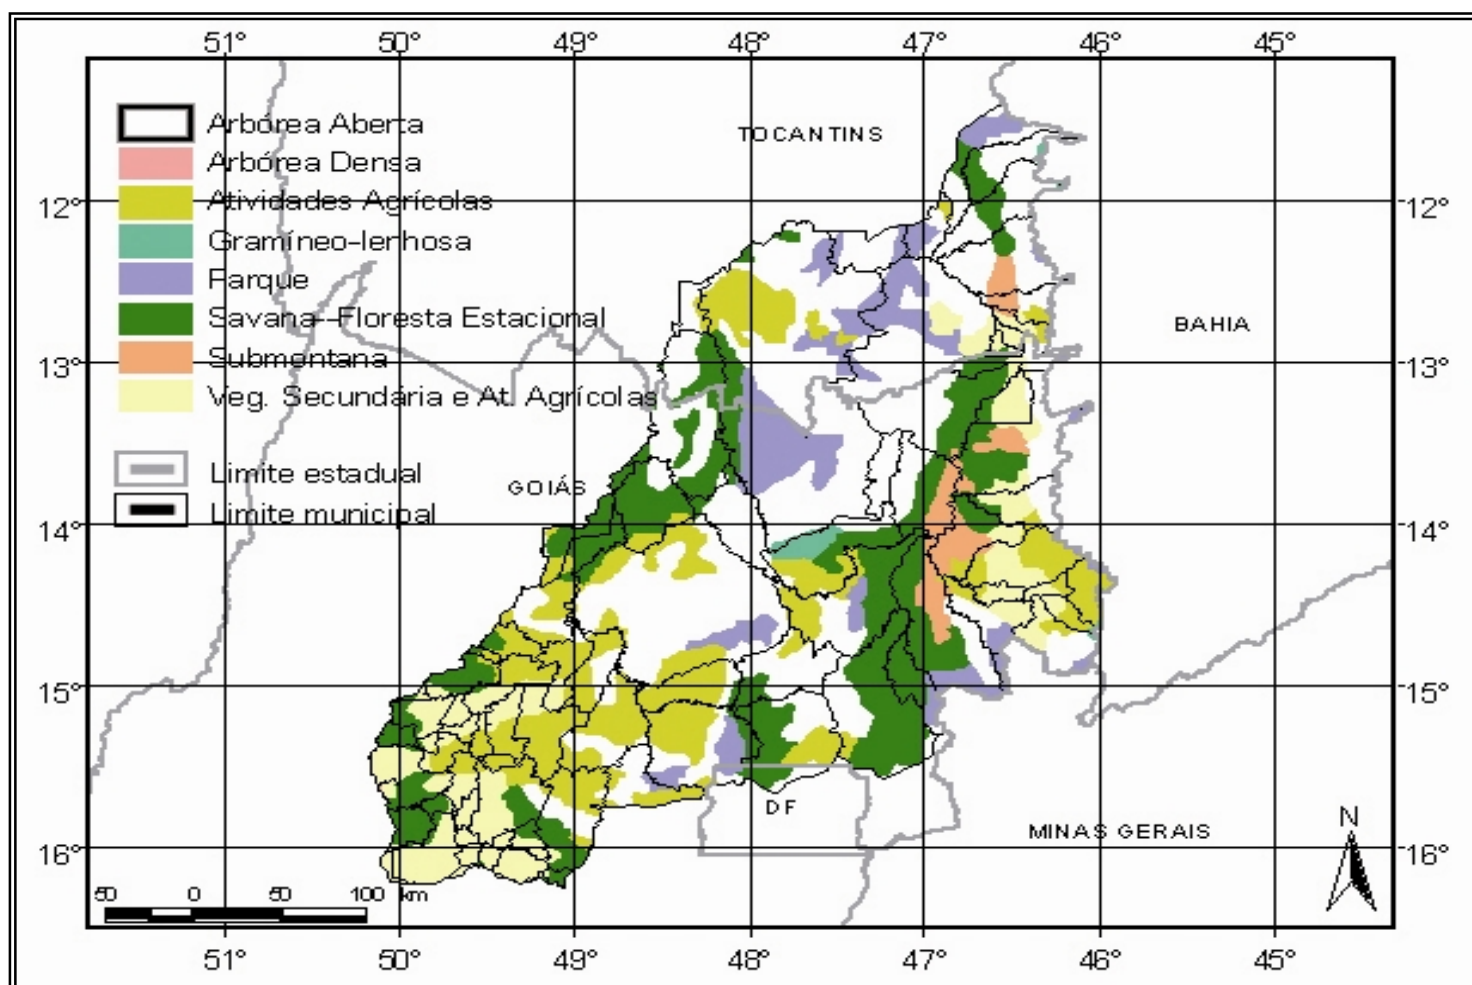 51° 50° 49° 48° 47° 46° 45°
Arbórea Aberta
TOCANTINS
Arbórea Densa
Atividades Agrícolas
12° 12°
Gramíneo-lenhosa
Farque
Savana--Floresta Estacional
BAHIA
Submontana
13° 13°
Veg. Secundária e At. Agrícolas
Limite estadual
GOIÁS
Limite municipal
14° 14°
15° 15°
DF
N
MINAS GERAIS
16° 16°
50 0 50 100 km
51° 50° 49° 48° 47° 46° 45°